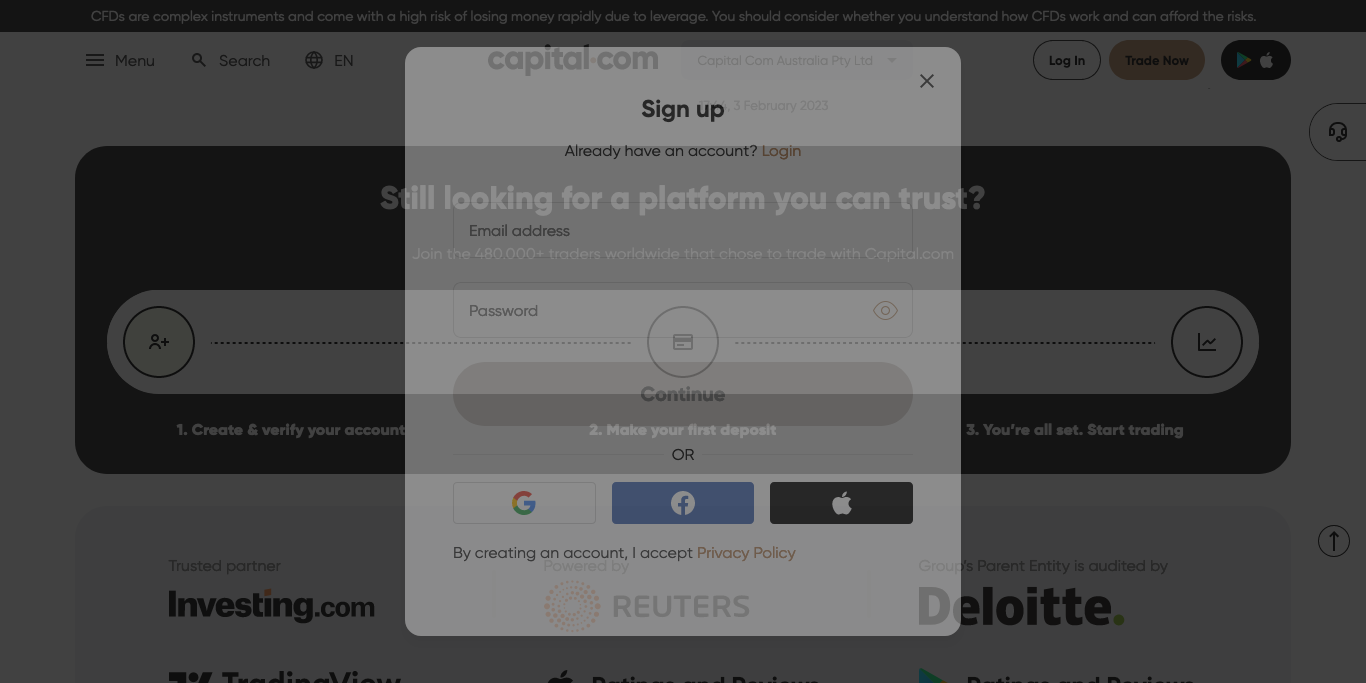 CFDs are complex instruments and come with a high risk of losing money rapidly due to leverage. You should consider whether you understand how CFDs work and can afford the risks.
Menu Search EN
capital.com
Capital Com Australia Pty Ltd
Log In
Trade Now
3 February 2023
Sign up
Already have an account? Login
Still looking for a platform you can trust?
Email address
Join the 480.000+ traders worldwide that chose to trade with Capital.com
Password
Continue
1. Create & verify your account
2. Make your first deposit
3. You’re all set. Start trading
OR
By creating an account, I accept Privacy Policy
Trusted partner
Powered by
Group's Parent Entity is audited by
Investing.com
REUTERS
Deloitte.
TradingView
Ratings and Reviews
Ratings and Reviews